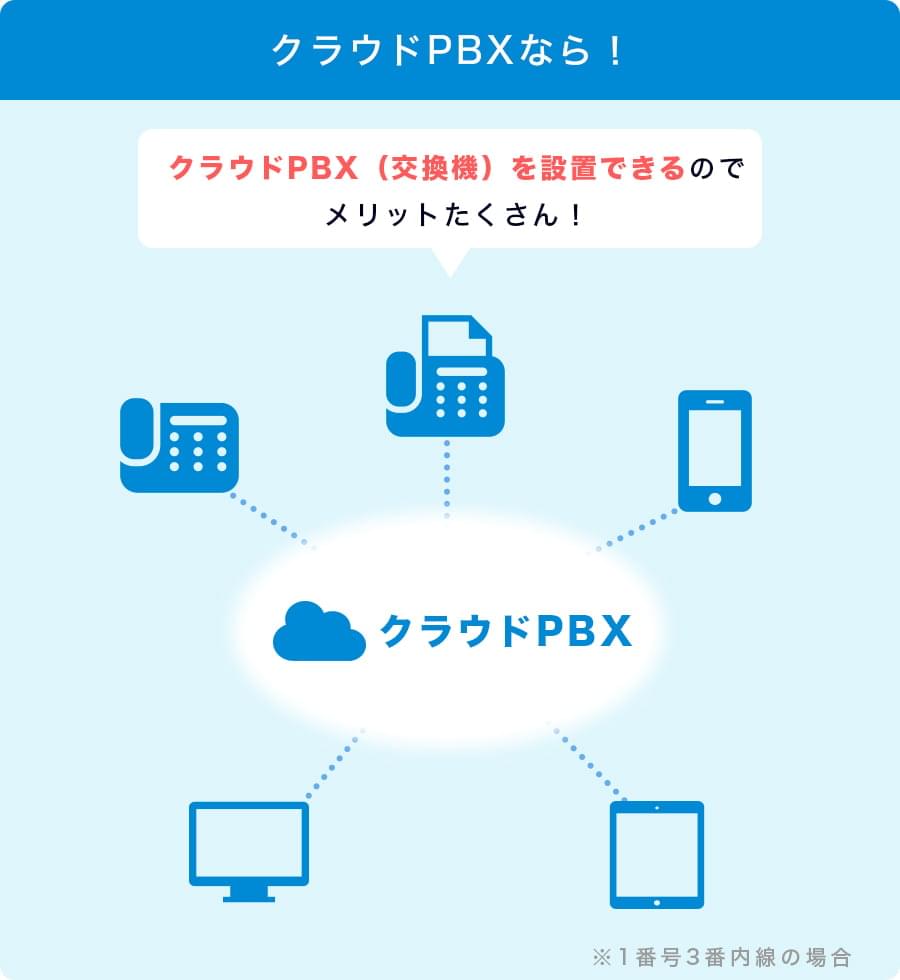 クラウドPBXなら！
クラウドPBX（交換機）を設置できるので
メリットたくさん！
クラウドPBX
※1番号3番内線の場合